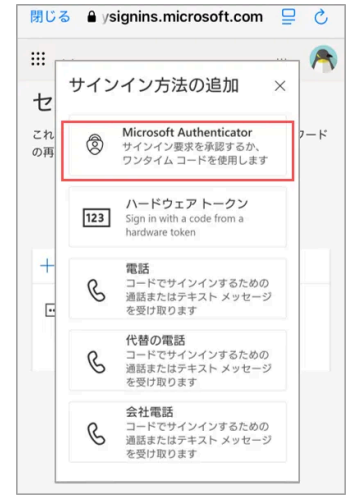 閉じる ysignins.microsoft.com
サインイン方法の追加
セ
これ
ワード
の再
Microsoft Authenticator
サインイン要求を承認するか、
ワンタイム コードを使用します
123
ハードウェア トークン
Sign in with a code from a
hardware token
電話
コードでサインインするための
通話またはテキスト メッセージ
を受け取ります
代替の電話
コードでサインインするための
通話またはテキスト メッセージ
を受け取ります
会社電話
コードでサインインするための
通話またはテキスト メッセージ
を受け取ります